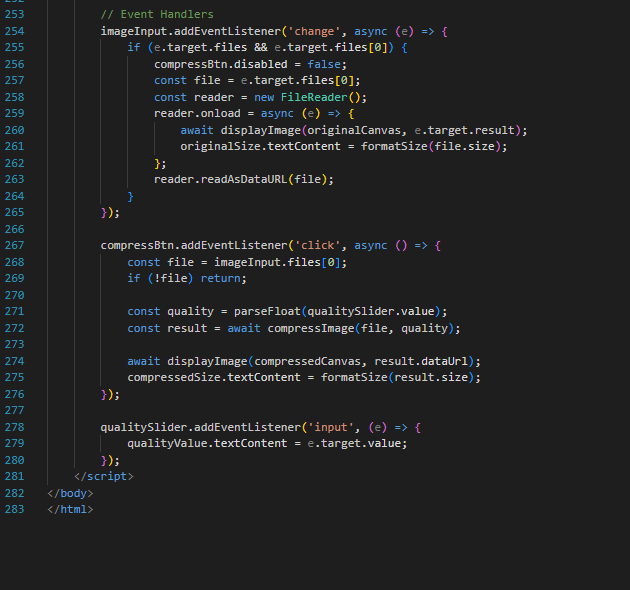 253 // Event Handlers
254 imageInput.addEventListener('change', async (e) => {
255 if (e.target.files && e.target.files[0]) {
256 compressBtn.disabled = false;
257 const file = e.target.files[0];
258 const reader = new FileReader();
259 reader.onload = async (e) => {
260 await displayImage(originalCanvas, e.target.result);
261 originalSize.textContent = formatSize(file.size);
262 };
263 reader.readAsDataURL(file);
264 }
265 });
266
267 compressBtn.addEventListener('click', async () => {
268 const file = imageInput.files[0];
269 if (!file) return;
270
271 const quality = parseFloat(qualitySlider.value);
272 const result = await compressImage(file, quality);
273
274 await displayImage(compressedCanvas, result.dataUrl);
275 compressedSize.textContent = formatSize(result.size);
276 });
277
278 qualitySlider.addEventListener('input', (e) => {
279 qualityValue.textContent = e.target.value;
280 });
281 </script>
282 </body>
283 </html>